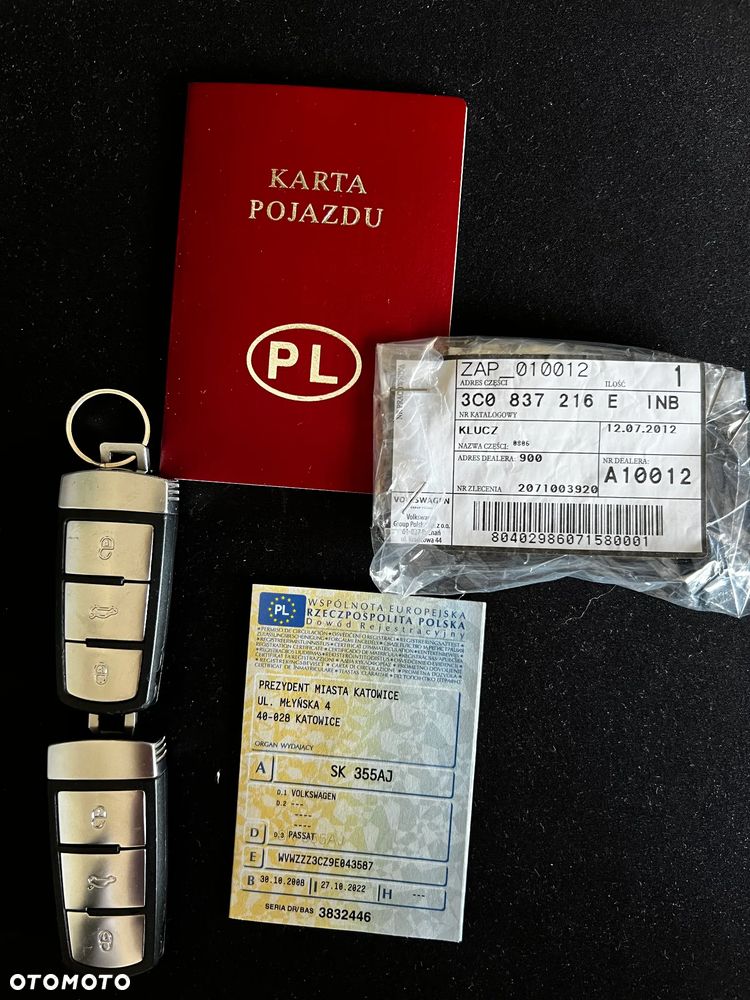 KARTA
POJAZDU
PL
ZAP_010012
1
ADRES CZĘŚCI
ILOŚĆ
3C0 837 216 E INB
NR KATALOGOWY
KLUCZ
12.07.2012
NAZWA CZĘŚCI:
ADRES DEALERA: 900
NR DEALERA:
A10012
NR ZLECENIA
2071003920
VOLKSWAGEN
80402986071580001
PL
WSPÓLNOTA EUROPEJSKA
RZECZPOSPOLITA POLSKA
Dowód Rejestracyjny
PREZYDENT MIASTA KATOWICE
UL. MŁYŃSKA 4
40-028 KATOWICE
ORGAN WYDAJĄCY
A SK 355AJ
D.1 VOLKSWAGEN
D.2 ---
----
----
D D.3 PASSAT
E WVWZZZ3CZ9E043587
B 30.10.2008 I 27.10.2022 H ---
SERIA DR/BAS 3832446
OTOMOTO